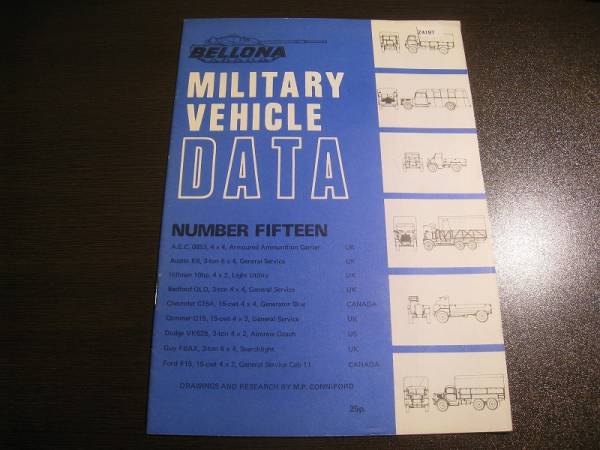 BELLONA
MILITARY
VEHICLE
DATA
NUMBER FIFTEEN
A.E.C. 0853, 4 x 4, Armoured Ammunition Carrier UK
Austin K6, 3-ton 6 x 4, General Service UK
Hillman 10hp, 4 x 2, Light Utility UK
Bedford QLD, 3-ton 4 x 4, General Service UK
Chevrolet C15A, 15-cwt 4 x 4, Generator CANADA
Commer Q15, 15-cwt 4 x 2, General Service UK
Dodge VK62B, 3-ton 4 x 2, Coach US
Guy FBAX, 3-ton 6 x 4, Searchlight UK
Ford F15, 15-cwt 4 x 2, General Service Cab 11 CANADA
DRAWINGS AND RESEARCH BY M.P. CONNIFORD
25p.